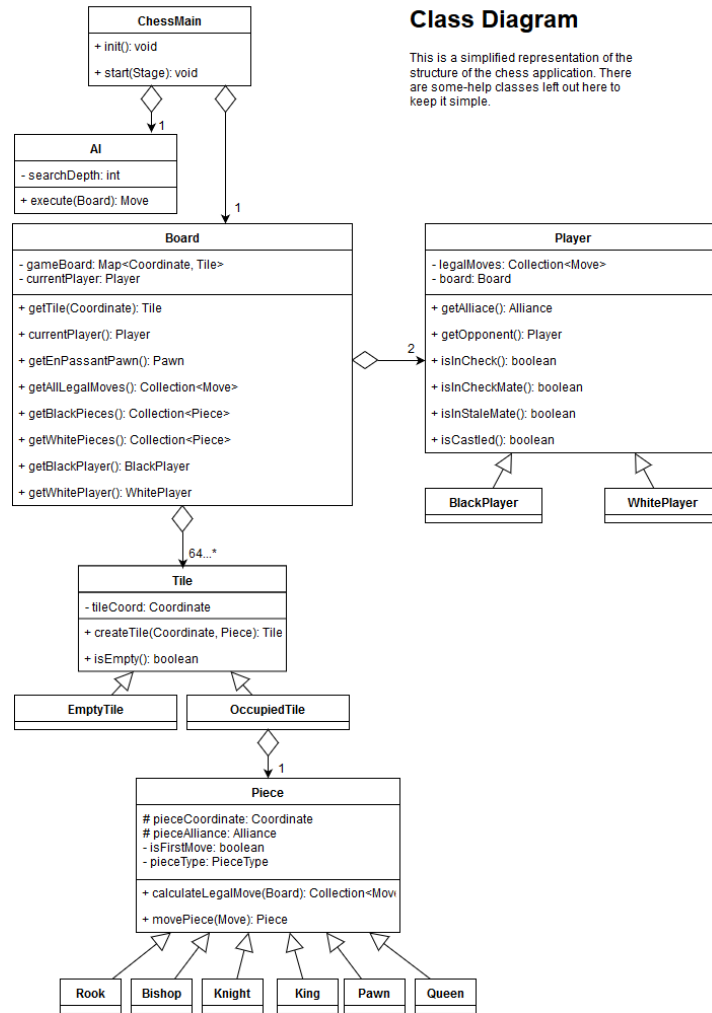 ChessMain
+ init(): void
+ start(Stage): void
Class Diagram
This is a simplified representation of the
structure of the chess application. There
are some-help classes left out here to
keep it simple.
1
AI
- searchDepth: int
+ execute(Board): Move
1
Board
- gameBoard: Map<Coordinate, Tile>
- currentPlayer: Player
+ getTile(Coordinate): Tile
+ currentPlayer(): Player
+ getEnPassantPawn(): Pawn
+ getAllLegalMoves(): Collection<Move>
+ getBlackPieces(): Collection<Piece>
+ getWhitePieces(): Collection<Piece>
+ getBlackPlayer(): BlackPlayer
+ getWhitePlayer(): WhitePlayer
2
Player
- legalMoves: Collection<Move>
- board: Board
+ getAlliace(): Alliance
+ getOpponent(): Player
+ isInCheck(): boolean
+ isInCheckMate(): boolean
+ isInStaleMate(): boolean
+ isCastled(): boolean
BlackPlayer
WhitePlayer
64...*
Tile
- tileCoord: Coordinate
+ createTile(Coordinate, Piece): Tile
+ isEmpty(): boolean
EmptyTile
OccupiedTile
1
Piece
# pieceCoordinate: Coordinate
# pieceAlliance: Alliance
- isFirstMove: boolean
- pieceType: PieceType
+ calculateLegalMove(Board): Collection<Mov
+ movePiece(Move): Piece
Rook
Bishop
Knight
King
Pawn
Queen